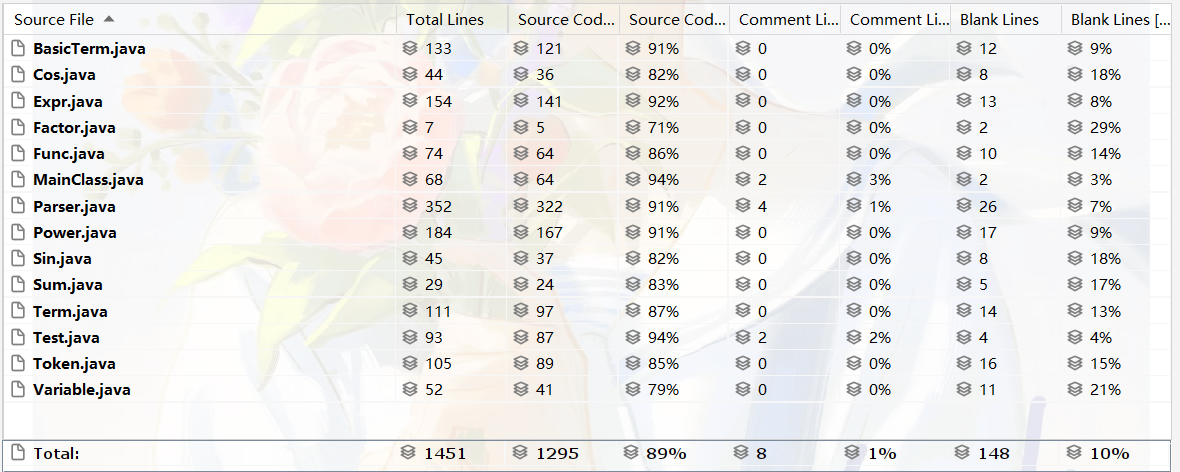 Source File Total Lines Source Cod... Source Cod... Comment Li... Comment Li... Blank Lines Blank Lines [...
BasicTerm.java 133 121 91% 0 0% 12 9%
Cos.java 44 36 82% 0 0% 8 18%
Expr.java 154 141 92% 0 0% 13 8%
Factor.java 7 5 71% 0 0% 2 29%
Func.java 74 64 86% 0 0% 10 14%
MainClass.java 68 64 94% 2 3% 2 3%
Parser.java 352 322 91% 4 1% 26 7%
Power.java 184 167 91% 0 0% 17 9%
Sin.java 45 37 82% 0 0% 8 18%
Sum.java 29 24 83% 0 0% 5 17%
Term.java 111 97 87% 0 0% 14 13%
Test.java 93 87 94% 2 2% 4 4%
Token.java 105 89 85% 0 0% 16 15%
Variable.java 52 41 79% 0 0% 11 21%
Total: 1451 1295 89% 8 1% 148 10%